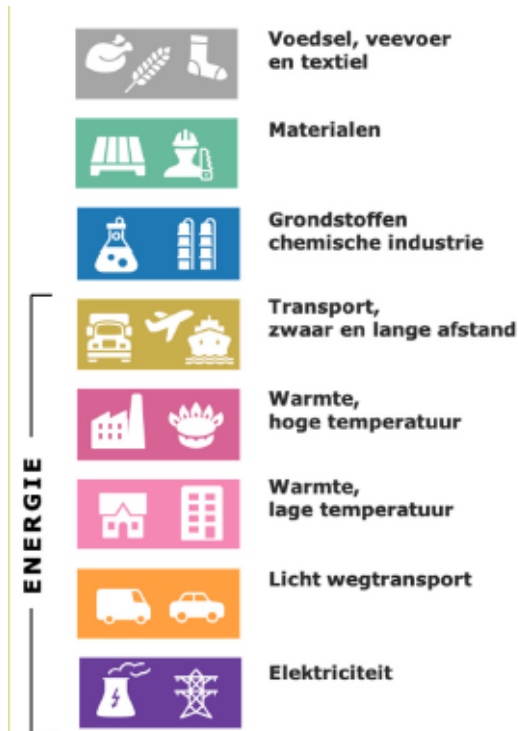 Voedsel, veevoer
en textiel
Materialen
Grondstoffen
chemische industrie
Transport,
zwaar en lange afstand
Warmte,
hoge temperatuur
Warmte,
lage temperatuur
Licht wegtransport
Elektriciteit
ENERGIE